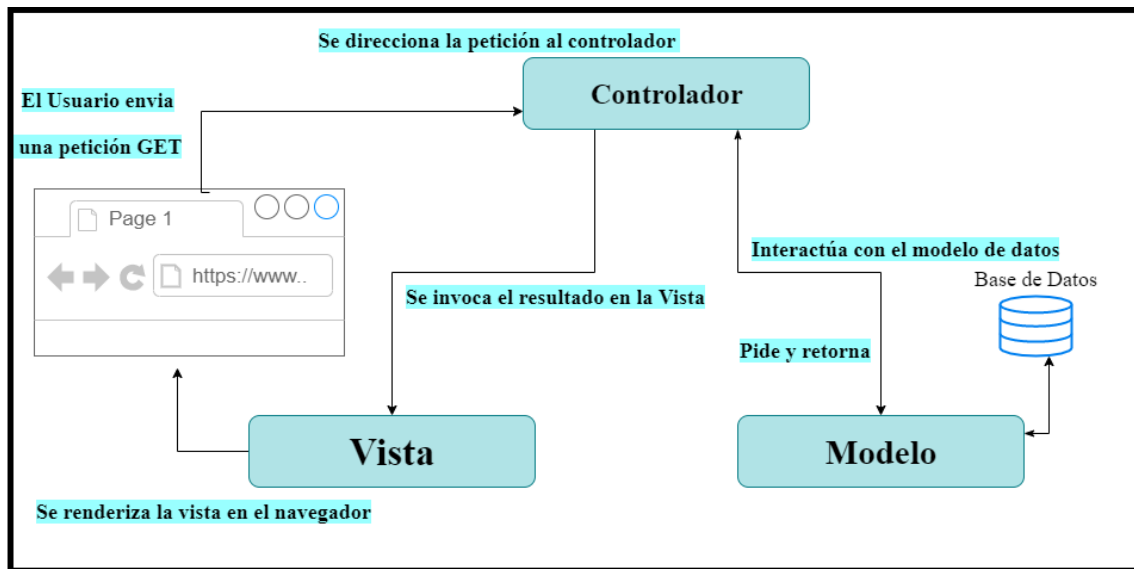 Se direcciona la petición al controlador
Controlador
El Usuario envia
una petición GET
Page 1
https://www..
Interactúa con el modelo de datos
Base de Datos
Se invoca el resultado en la Vista
Pide y retorna
Vista
Modelo
Se renderiza la vista en el navegador